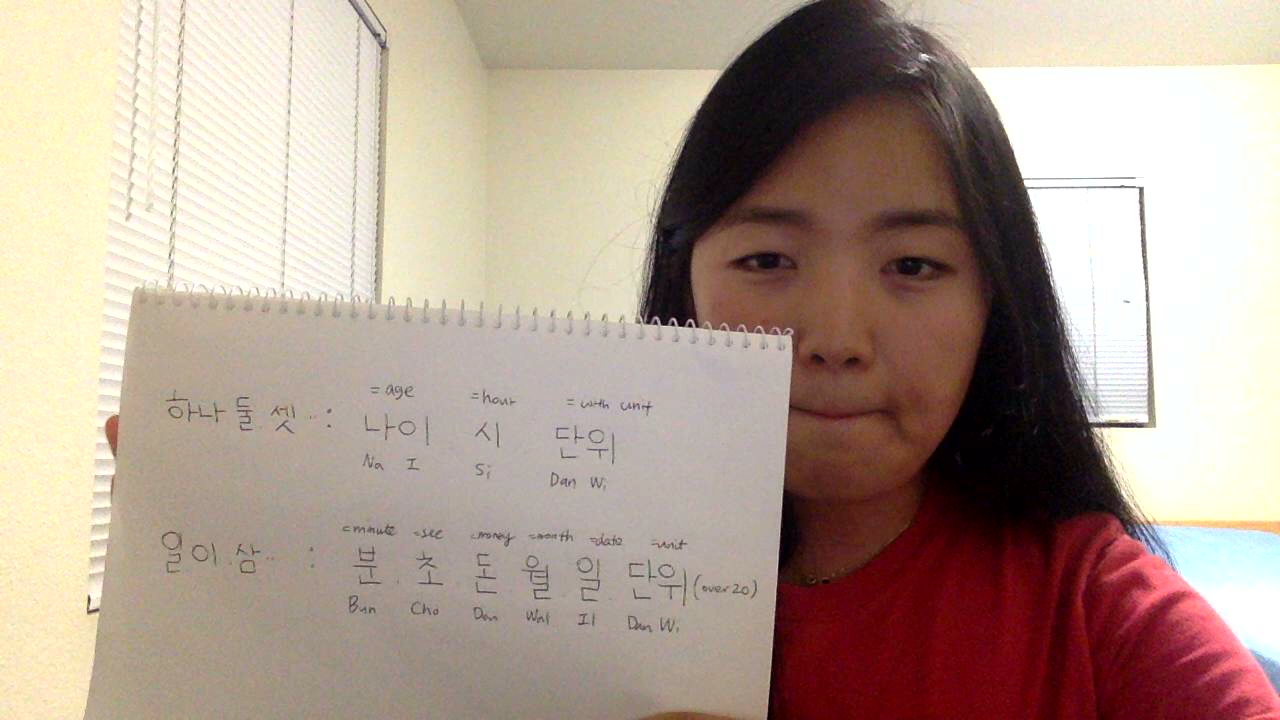 =age =hour =with unit
하나 둘 셋 ··: 나이 시 단위
Na I Si Dan Wi
=minute =sec =money =month =date =unit
일 이 삼 ·· : 분. 초. 돈. 월. 일. 단위(over 20)
Bun Cho Don Wol Il Dan Wi